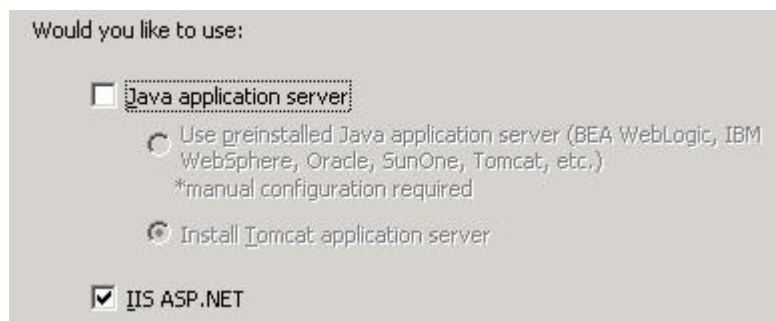 Would you like to use:
Java application server
Use preinstalled Java application server (BEA WebLogic, IBM
WebSphere, Oracle, SunOne, Tomcat, etc.)
*manual configuration required
Install Tomcat application server
IIS ASP.NET